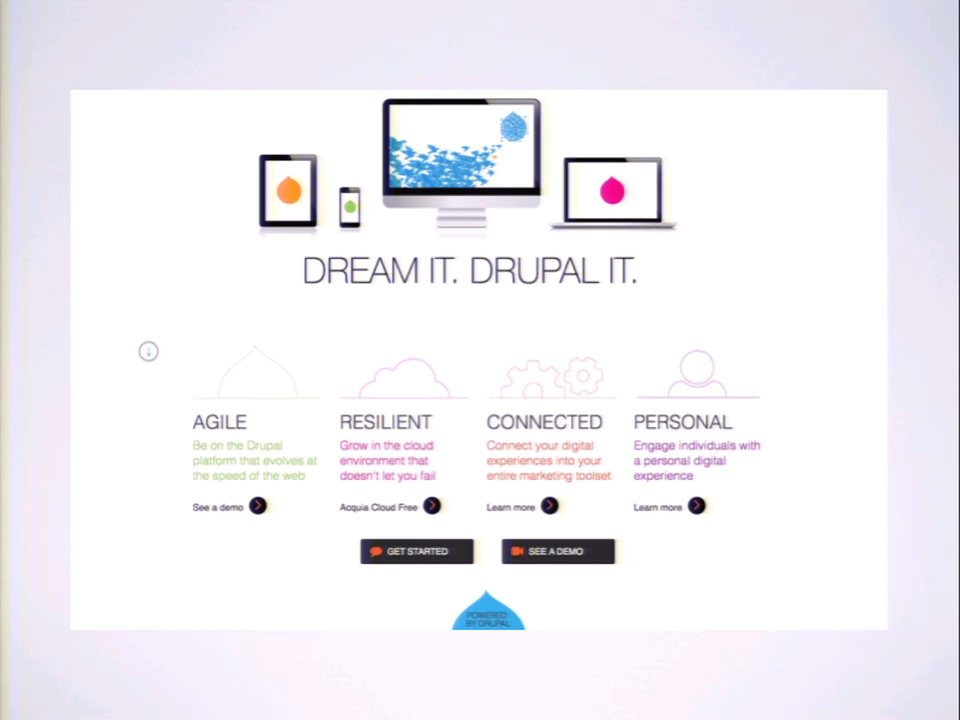 DREAM IT. DRUPAL IT.
AGILE
Be on the Drupal
platform that evolves at
the speed of the web
See a demo
RESILIENT
Grow in the cloud
environment that
doesn't let you fail
Acquia Cloud Free
CONNECTED
Connect your digital
experiences into your
entire marketing toolset
Learn more
PERSONAL
Engage individuals with
a personal digital
experience
Learn more
GET STARTED
SEE A DEMO
POWERED
BY DRUPAL